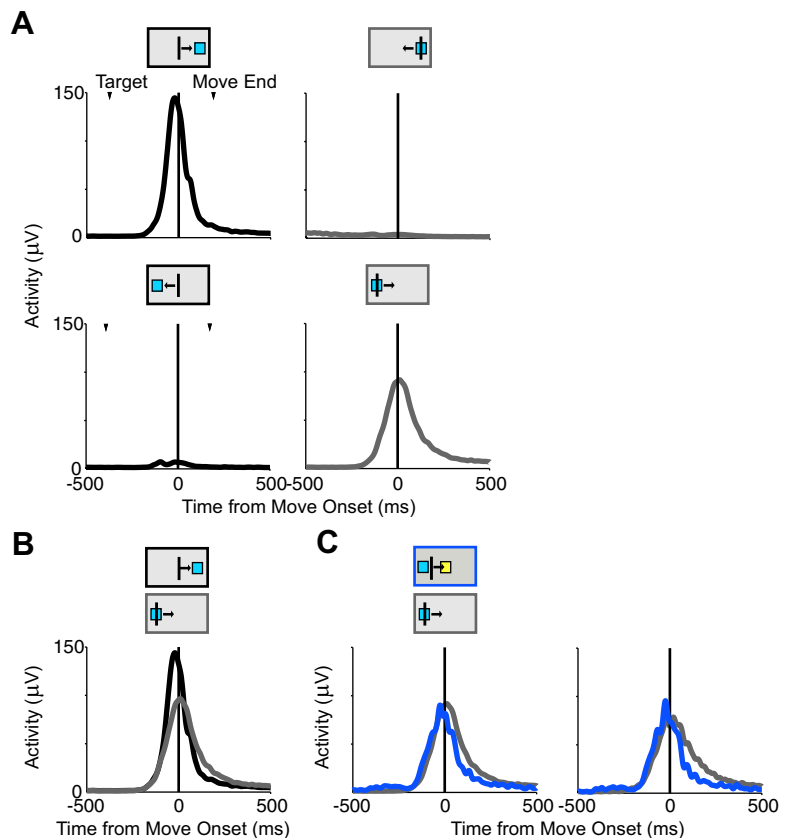 A
Target Move End
150
0
Activity (μV)
150
0
-500 0 500 -500 0 500
Time from Move Onset (ms)
B
C
150
0
Activity (μV)
-500 0 500
Time from Move Onset (ms)
Activity (μV)
-500 0 500
-500 0 500
Time from Move Onset (ms)